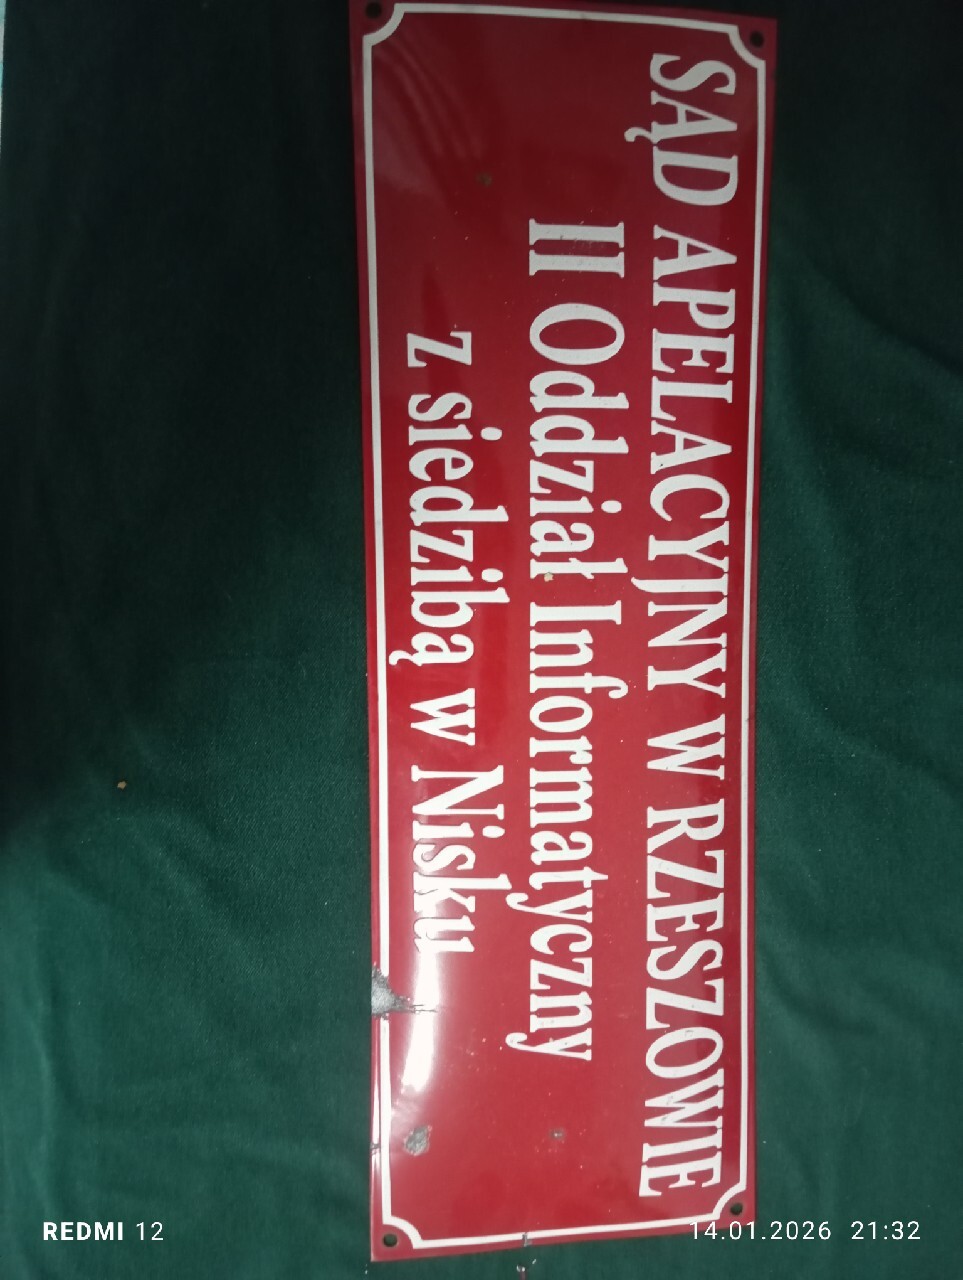 SĄD APELACYJNY W RZESZOWIE
II Oddział Informatyczny
z siedzibą w Nisku
REDMI 12
14.01.2026 21:32